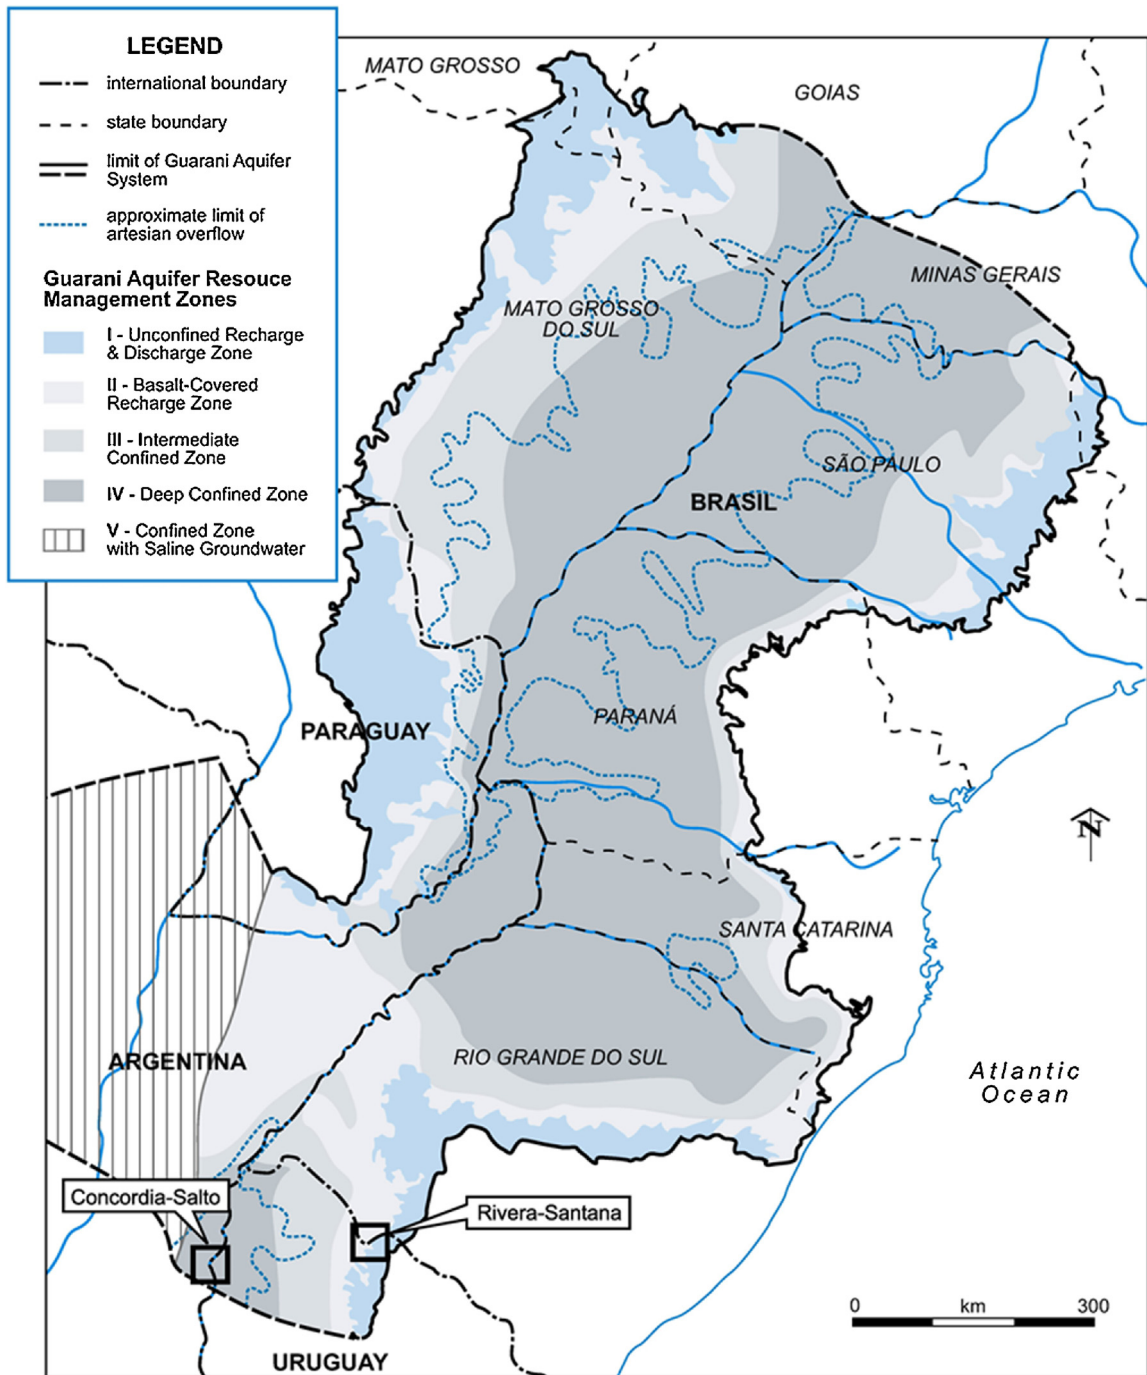 LEGEND
international boundary
state boundary
limit of Guarani Aquifer
System
approximate limit of
artesian overflow
Guarani Aquifer Resouce
Management Zones
I - Unconfined Recharge
& Discharge Zone
II - Basalt-Covered
Recharge Zone
III - Intermediate
Confined Zone
IV - Deep Confined Zone
V - Confined Zone
with Saline Groundwater
MATO GROSSO
GOIAS
MINAS GERAIS
MATO GROSSO
DO SUL
SÃO PAULO
BRASIL
PARANÁ
PARAGUAY
N
SANTA CATARINA
ARGENTINA
RIO GRANDE DO SUL
Atlantic
Ocean
Concordia-Salto
Rivera-Santana
0 km 300
URUGUAY